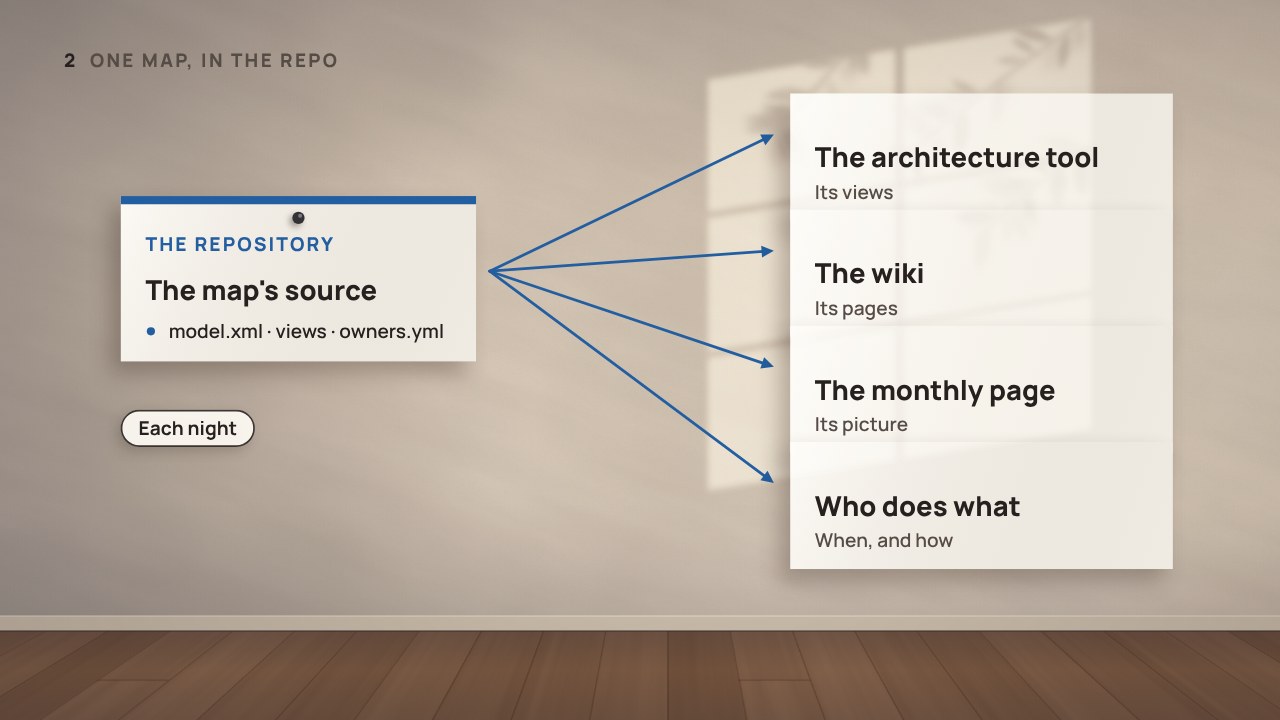 2 ONE MAP, IN THE REPO
THE REPOSITORY
The map's source
model.xml · views · owners.yml
Each night
The architecture tool
Its views
The wiki
Its pages
The monthly page
Its picture
Who does what
When, and how